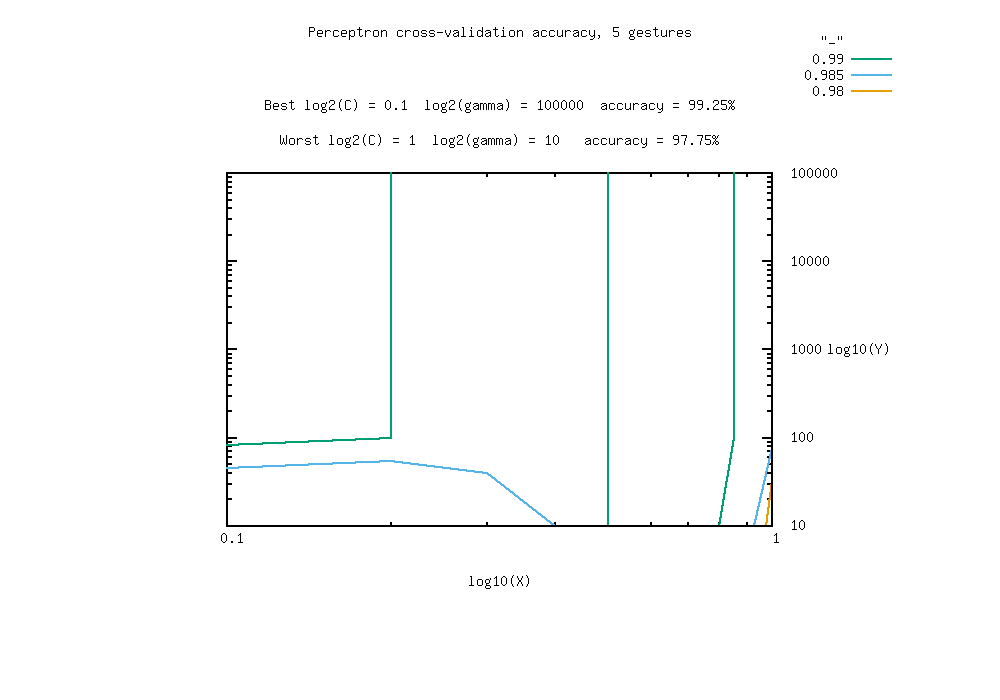 Perceptron cross-validation accuracy, 5 gestures
"_"
0.99
0.985
0.98
Best log2(C) = 0.1  log2(gamma) = 100000  accuracy = 99.25%
Worst log2(C) = 1  log2(gamma) = 10   accuracy = 97.75%
100000
10000
1000 log10(Y)
100
10
0.1 1
log10(X)